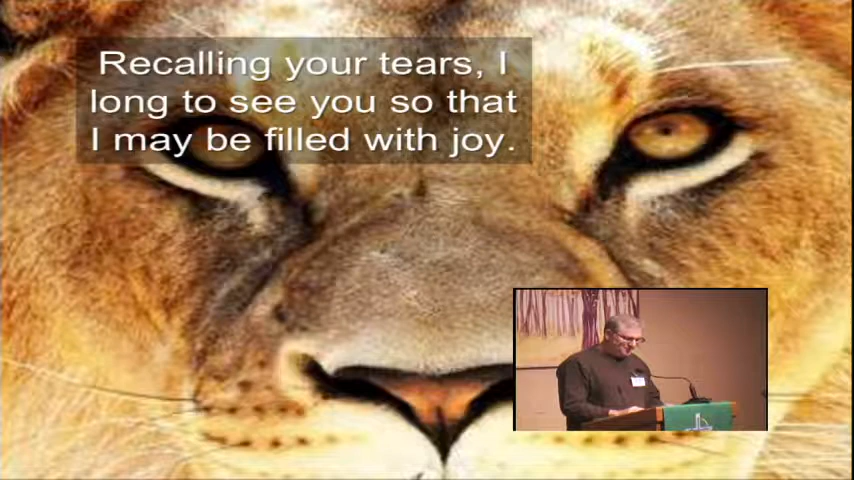 Recalling your tears, I
long to see you so that
I may be filled with joy.